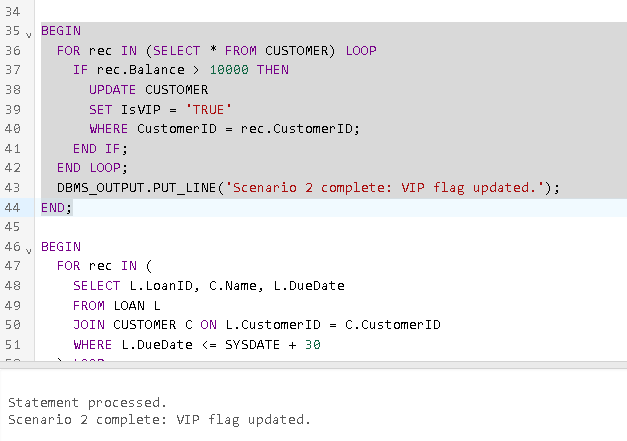 34
35 BEGIN
36 FOR rec IN (SELECT * FROM CUSTOMER) LOOP
37 IF rec.Balance > 10000 THEN
38 UPDATE CUSTOMER
39 SET IsVIP = 'TRUE'
40 WHERE CustomerID = rec.CustomerID;
41 END IF;
42 END LOOP;
43 DBMS_OUTPUT.PUT_LINE('Scenario 2 complete: VIP flag updated.');
44 END;
45
46 BEGIN
47 FOR rec IN (
48 SELECT L.LoanID, C.Name, L.DueDate
49 FROM LOAN L
50 JOIN CUSTOMER C ON L.CustomerID = C.CustomerID
51 WHERE L.DueDate <= SYSDATE + 30
Statement processed.
Scenario 2 complete: VIP flag updated.